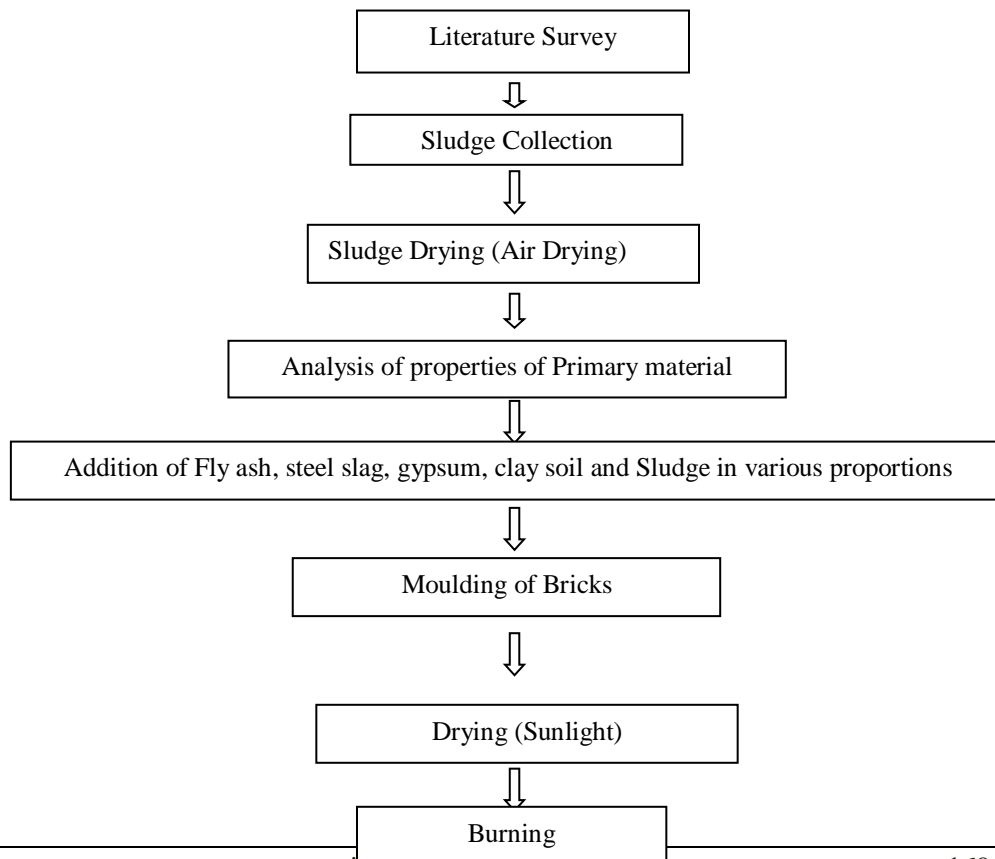 Literature Survey
Sludge Collection
Sludge Drying (Air Drying)
Analysis of properties of Primary material
Addition of Fly ash, steel slag, gypsum, clay soil and Sludge in various proportions
Moulding of Bricks
Drying (Sunlight)
Burning